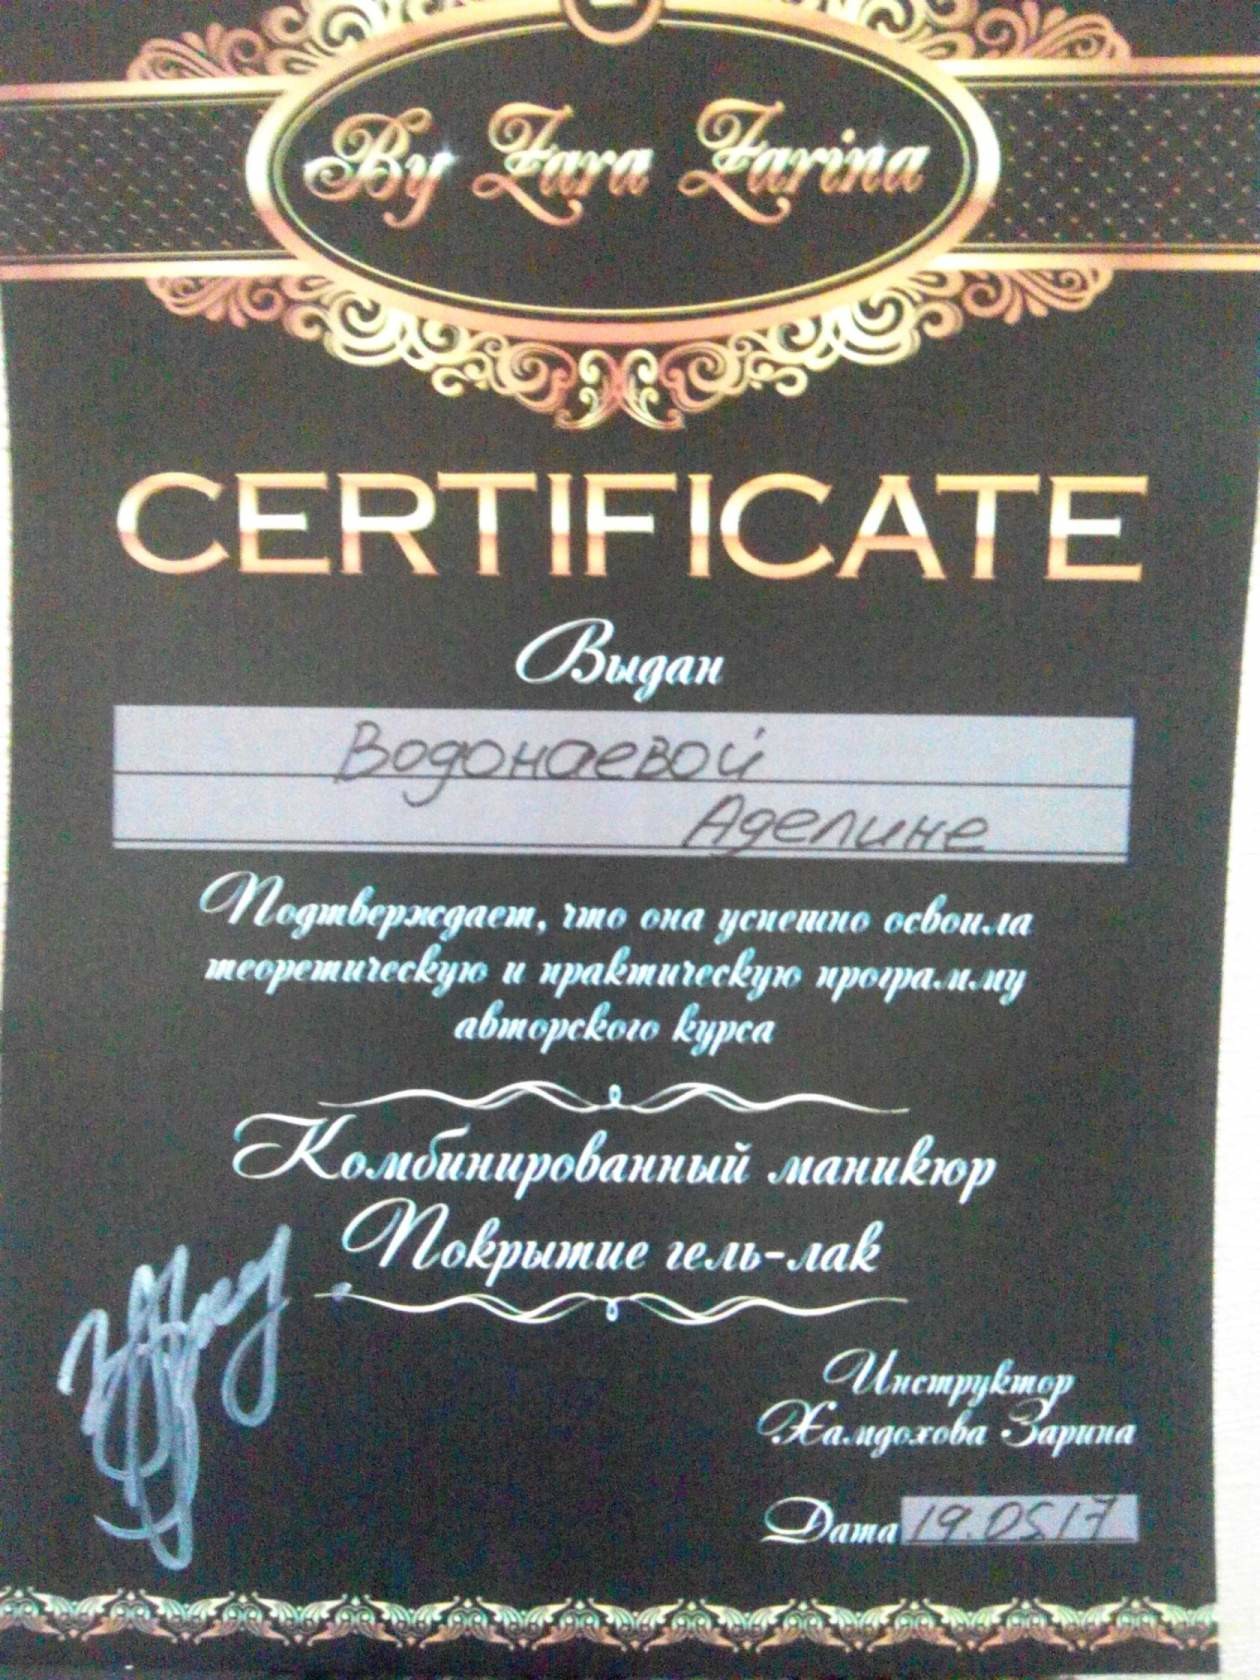 By Zara Zarina
CERTIFICATE
Выдан
Водонаевой
Аделине
Подтверждает, что она успешно освоила
теоретическую и практическую программу
авторского курса
Комбинированный маникюр
Покрытие гель-лак
Инструктор
Хамдохова Зарина
Дата 19.05.17